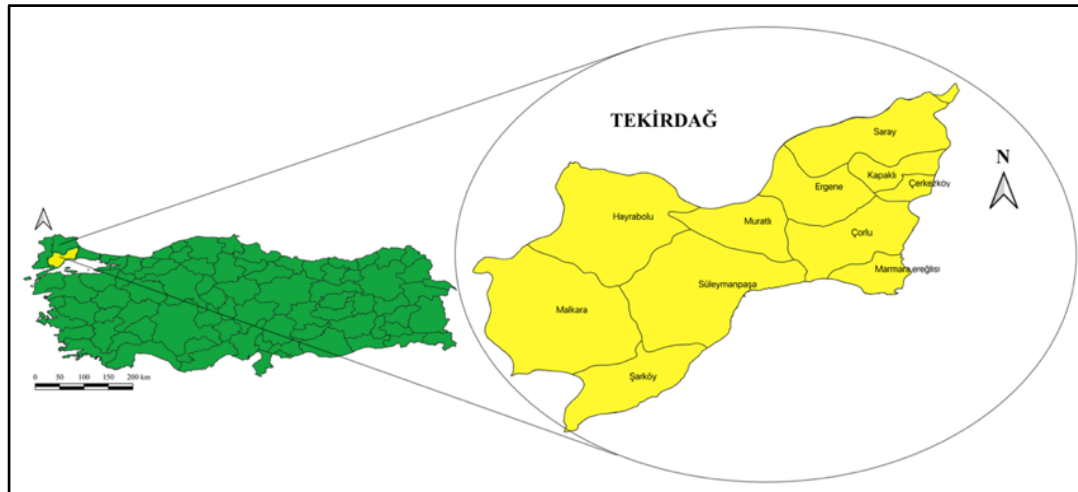 TEKİRDAĞ
N
Saray
Kapaklı
Ergene
Çerkezköy
Hayrabolu
Muratlı
Çorlu
Marmara ereğlisı
Süleymanpaşa
Malkara
Şarköy
0 50 100 150 200 km